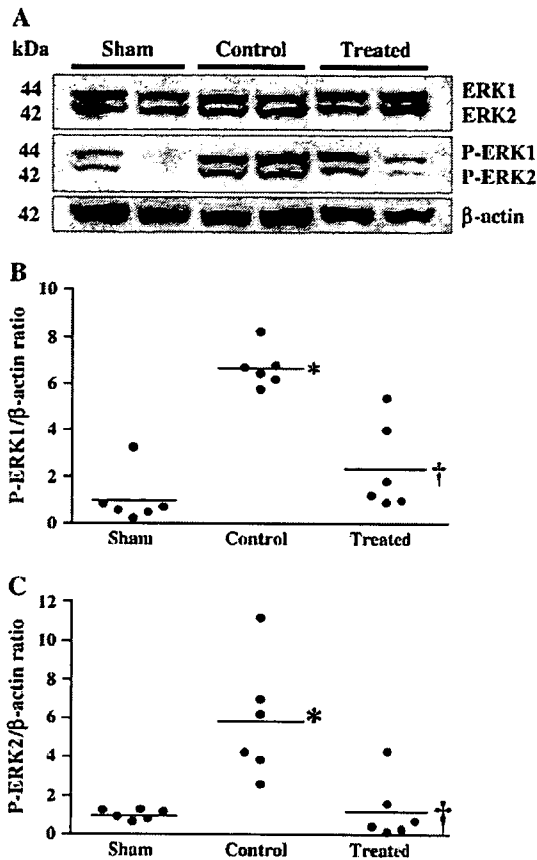 A
kDa Sham Control Treated
44 ERK1
42 ERK2
44 P-ERK1
42 P-ERK2
42 β-actin
B
P-ERK1/β-actin ratio
10
8
6
4
2
0
*
†
Sham Control Treated
C
P-ERK2/β-actin ratio
12
10
8
6
4
2
0
*
‡
Sham Control Treated